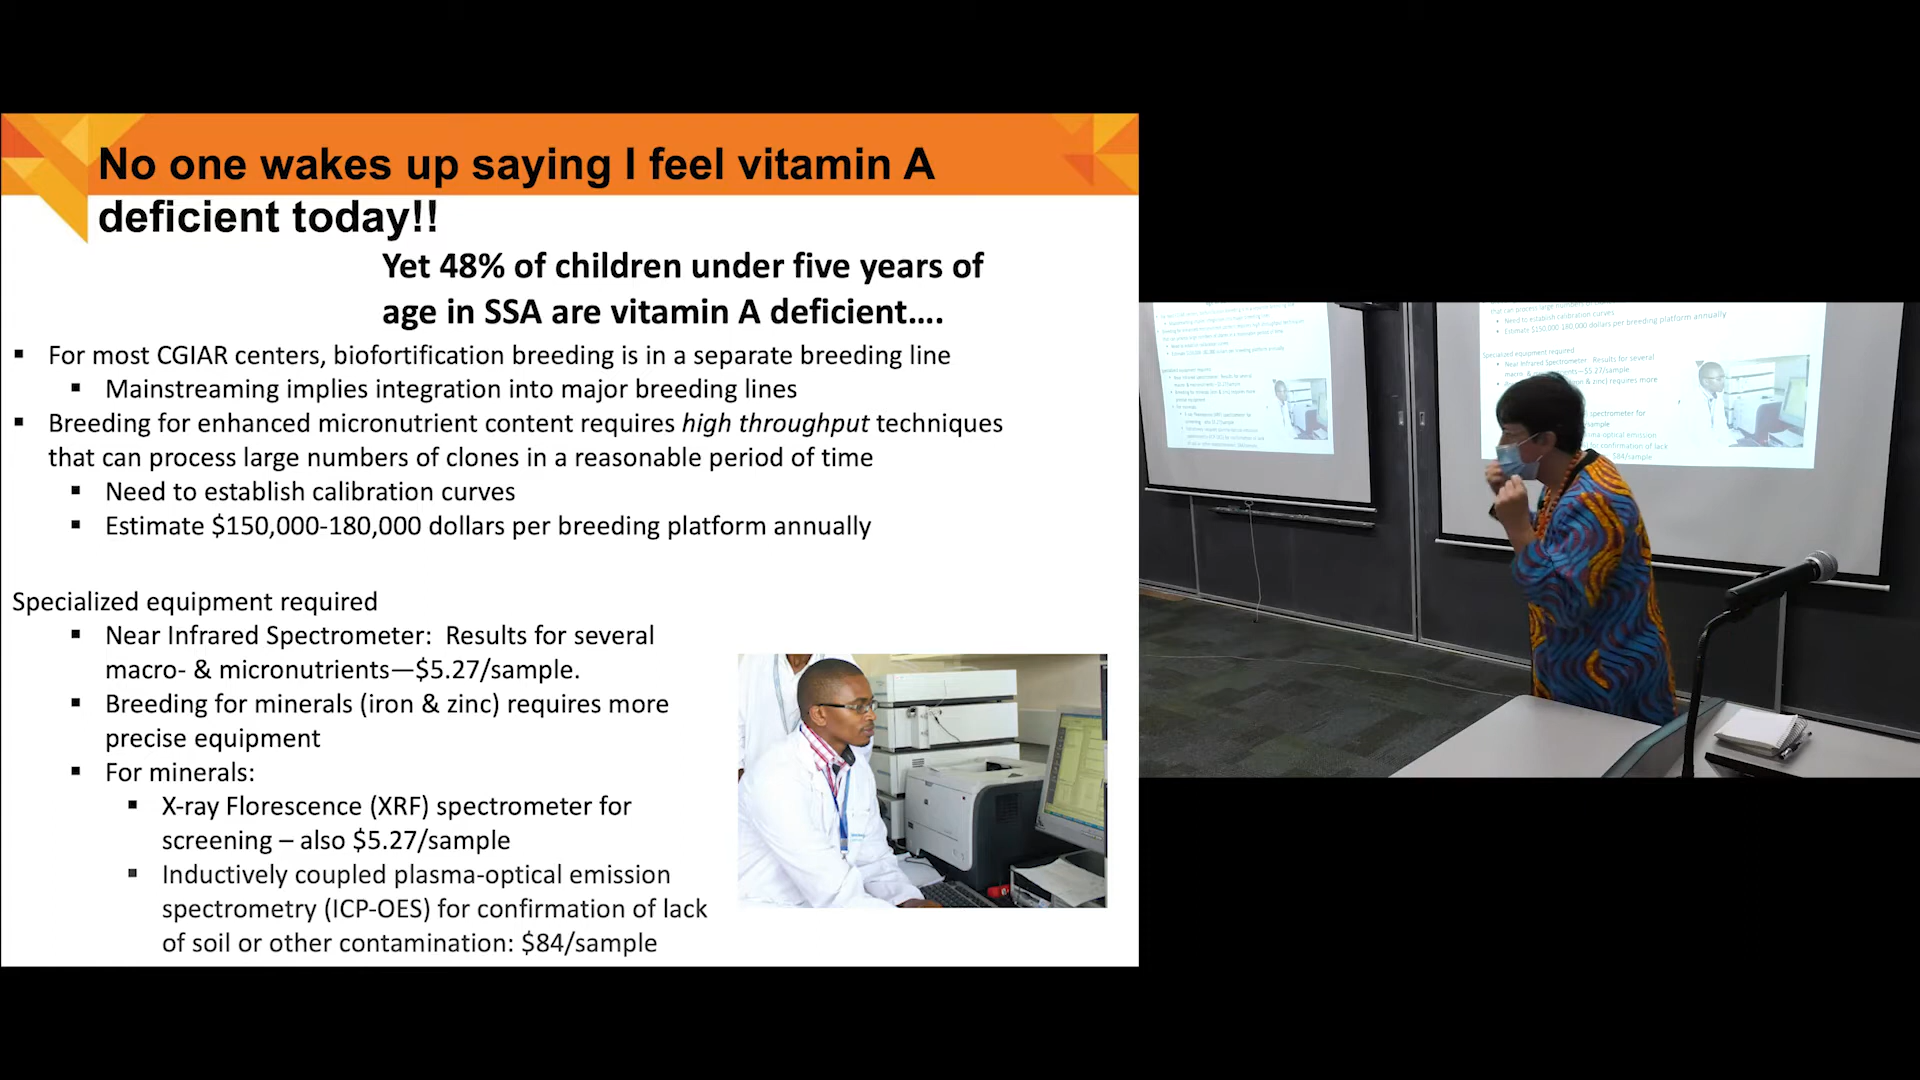 No one wakes up saying I feel vitamin A
deficient today!!
Yet 48% of children under five years of
age in SSA are vitamin A deficient....
▪ For most CGIAR centers, biofortification breeding is in a separate breeding line
▪ Mainstreaming implies integration into major breeding lines
▪ Breeding for enhanced micronutrient content requires high throughput techniques
that can process large numbers of clones in a reasonable period of time
▪ Need to establish calibration curves
▪ Estimate $150,000-180,000 dollars per breeding platform annually
Specialized equipment required
▪ Near Infrared Spectrometer: Results for several
macro- & micronutrients—$5.27/sample.
▪ Breeding for minerals (iron & zinc) requires more
precise equipment
▪ For minerals:
▪ X-ray Florescence (XRF) spectrometer for
screening – also $5.27/sample
▪ Inductively coupled plasma-optical emission
spectrometry (ICP-OES) for confirmation of lack
of soil or other contamination: $84/sample